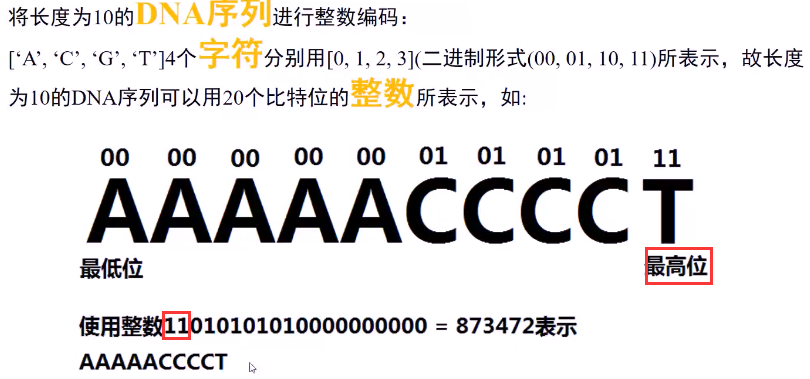 将长度为10的DNA序列进行整数编码：
[‘A’, ‘C’, ‘G’, ‘T’]4个字符分别用[0, 1, 2, 3](二进制形式(00, 01, 10, 11)所表示，故长度
为10的DNA序列可以用20个比特位的整数所表示，如:
00 00 00 00 00 01 01 01 01 11
AAAAACCCCT
最低位 最高位
使用整数11010101010000000000 = 873472表示
AAAAACCCCT